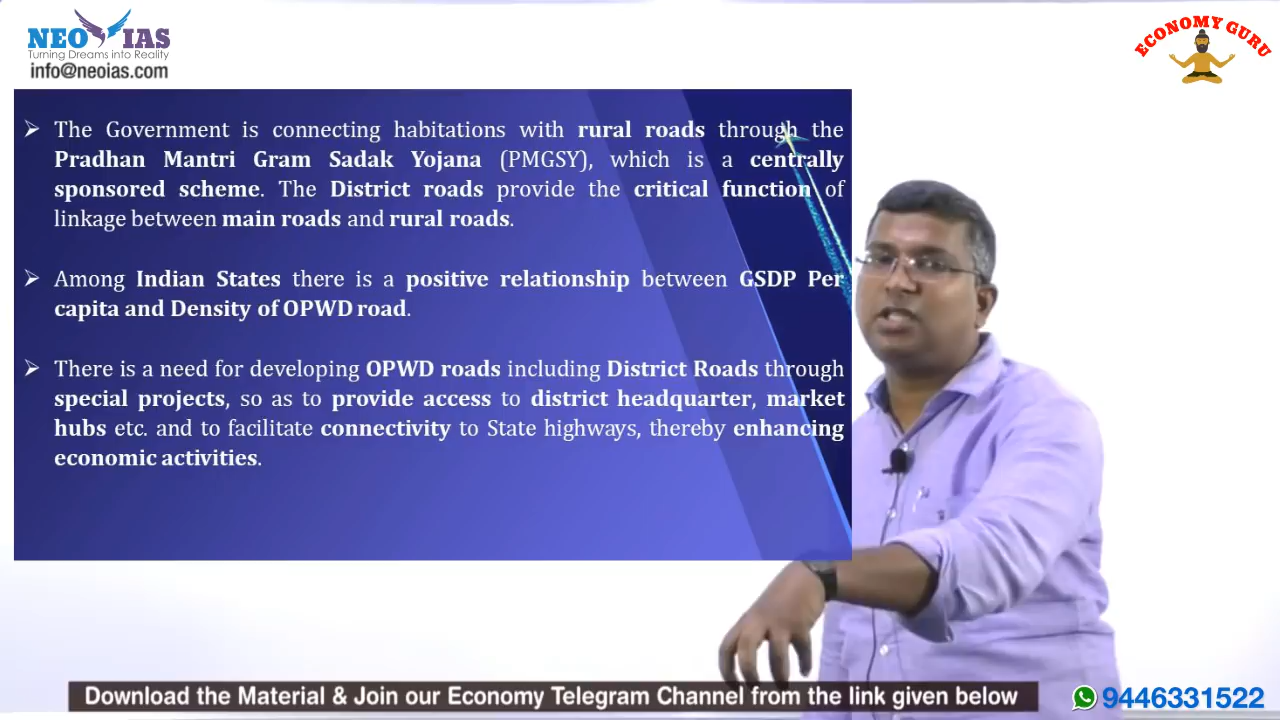 NEO IAS
Turning Dreams into Reality
info@neoias.com
ECONOMY GURU
The Government is connecting habitations with rural roads through the
Pradhan Mantri Gram Sadak Yojana (PMGSY), which is a centrally
sponsored scheme. The District roads provide the critical function of
linkage between main roads and rural roads.
Among Indian States there is a positive relationship between GSDP Per
capita and Density of OPWD road.
There is a need for developing OPWD roads including District Roads through
special projects, so as to provide access to district headquarter, market
hubs etc. and to facilitate connectivity to State highways, thereby enhancing
economic activities.
Download the Material & Join our Economy Telegram Channel from the link given below
9446331522